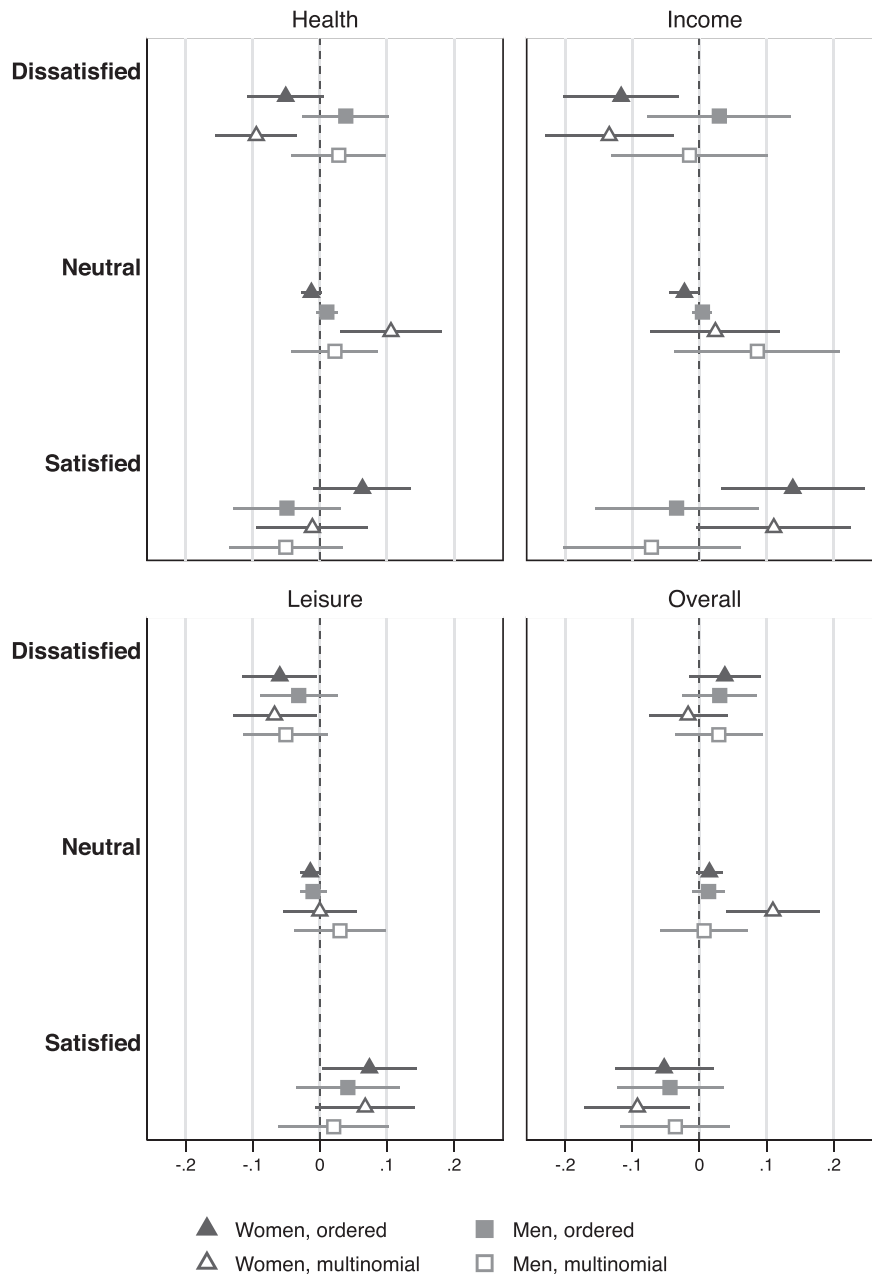 Health Income
Dissatisfied
Neutral
Satisfied
Leisure Overall
Dissatisfied
Neutral
Satisfied
-.2 -.1 0 .1 .2 -.2 -.1 0 .1 .2
Women, ordered Men, ordered
Women, multinomial Men, multinomial